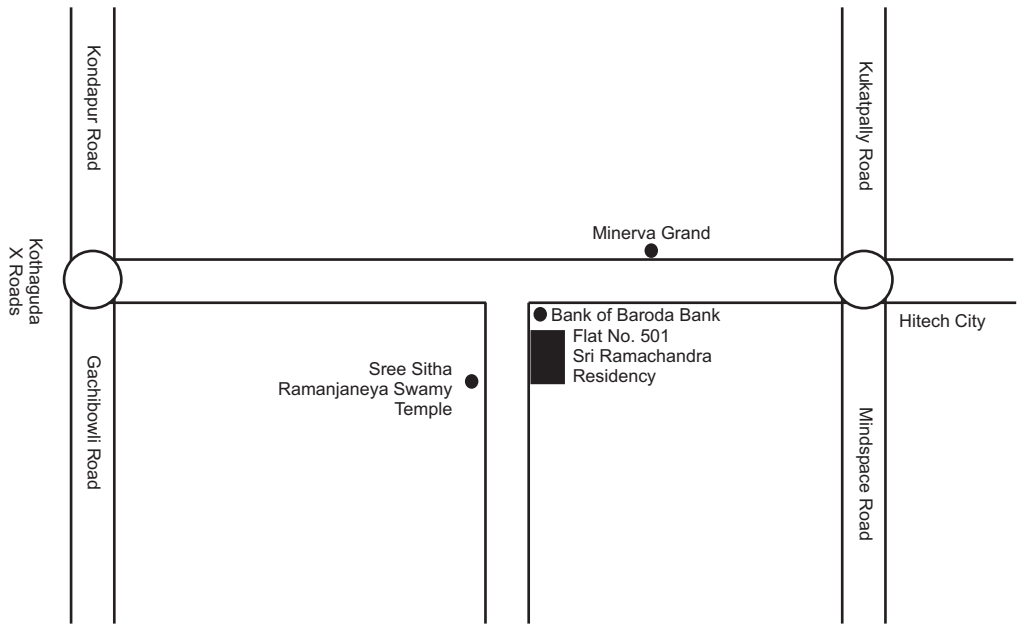 Kondapur Road
Kukatpally Road
Minerva Grand
Kothaguda
X Roads
Bank of Baroda Bank
Hitech City
Flat No. 501
Sri Ramachandra
Residency
Sree Sitha
Ramanjaneya Swamy
Temple
Gachibowli Road
Mindspace Road